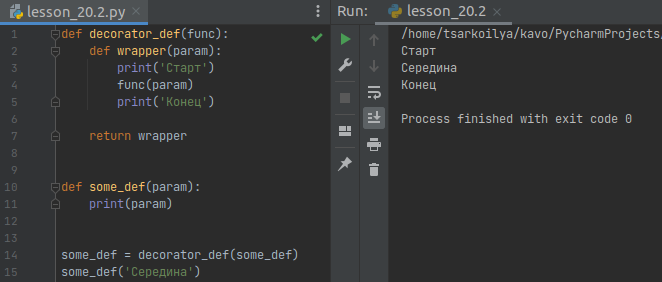 lesson_20.2.py
1 def decorator_def(func):
2     def wrapper(param):
3         print('Старт')
4         func(param)
5         print('Конец')
6
7     return wrapper
8
9
10 def some_def(param):
11     print(param)
12
13
14 some_def = decorator_def(some_def)
15 some_def('Середина')
Run: lesson_20.2
/home/tsarkoilya/kavo/PycharmProjects/
Старт
Середина
Конец
Process finished with exit code 0